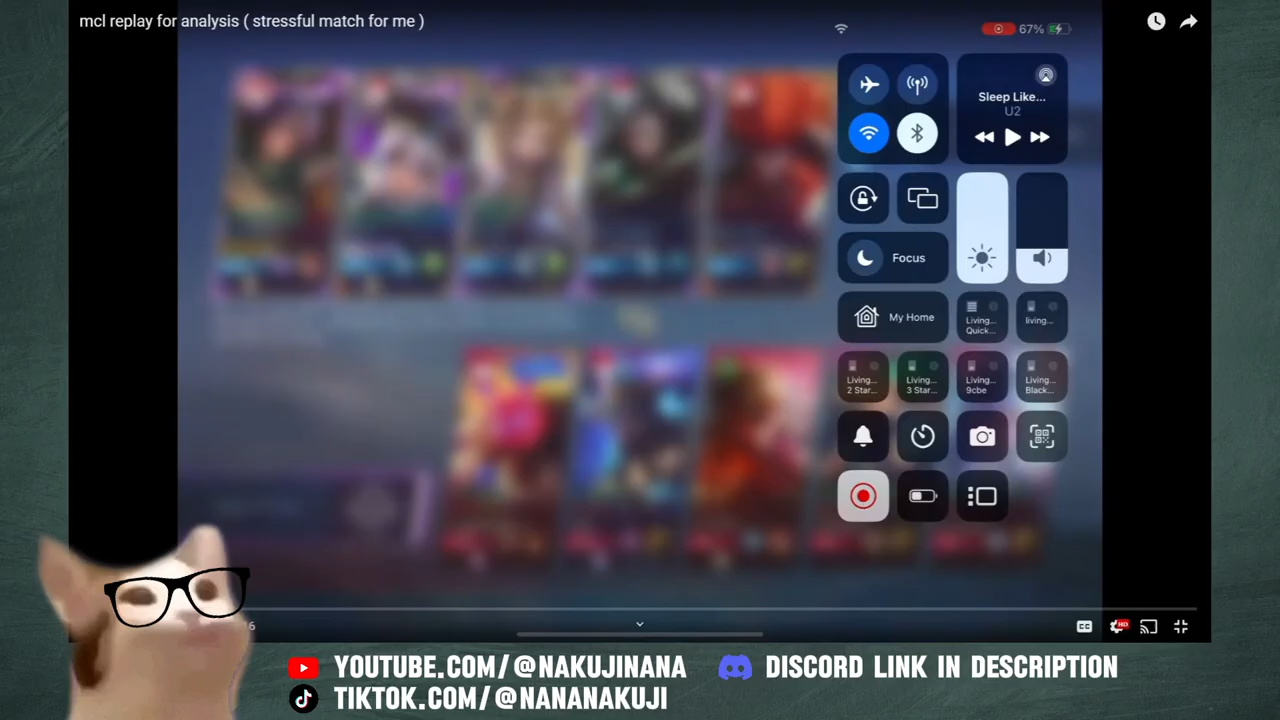 mcl replay for analysis ( stressful match for me )
67%
Sleep Like...
U2
Focus
My Home
Living...
Quick...
living...
Living...
2 Star...
Living...
3 Star...
Living...
9cbe
Living...
Black...
CC
HD
YOUTUBE.COM/@NAKUJINANA
DISCORD LINK IN DESCRIPTION
TIKTOK.COM/@NANANAKUJI